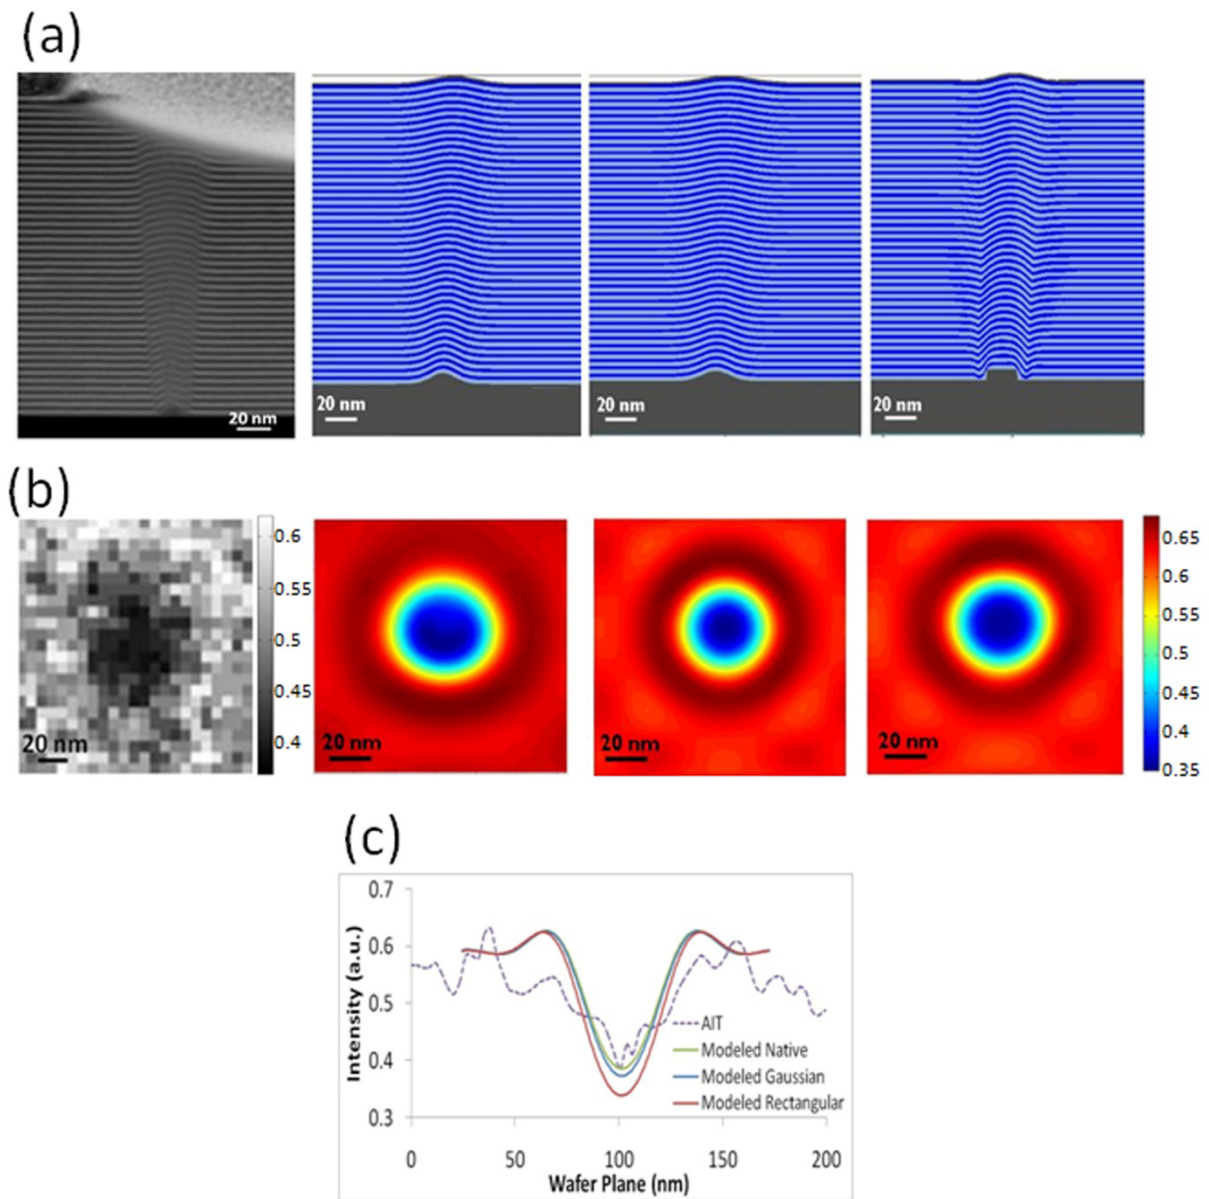 (a)
20 nm
20 nm
20 nm
20 nm
(b)
0.6
0.55
0.5
0.45
0.4
20 nm
20 nm
20 nm
20 nm
0.65
0.6
0.55
0.5
0.45
0.4
0.35
(c)
0.7
0.6
0.5
0.4
0.3
Intensity (a.u.)
AIT
Modeled Native
Modeled Gaussian
Modeled Rectangular
0 50 100 150 200
Wafer Plane (nm)